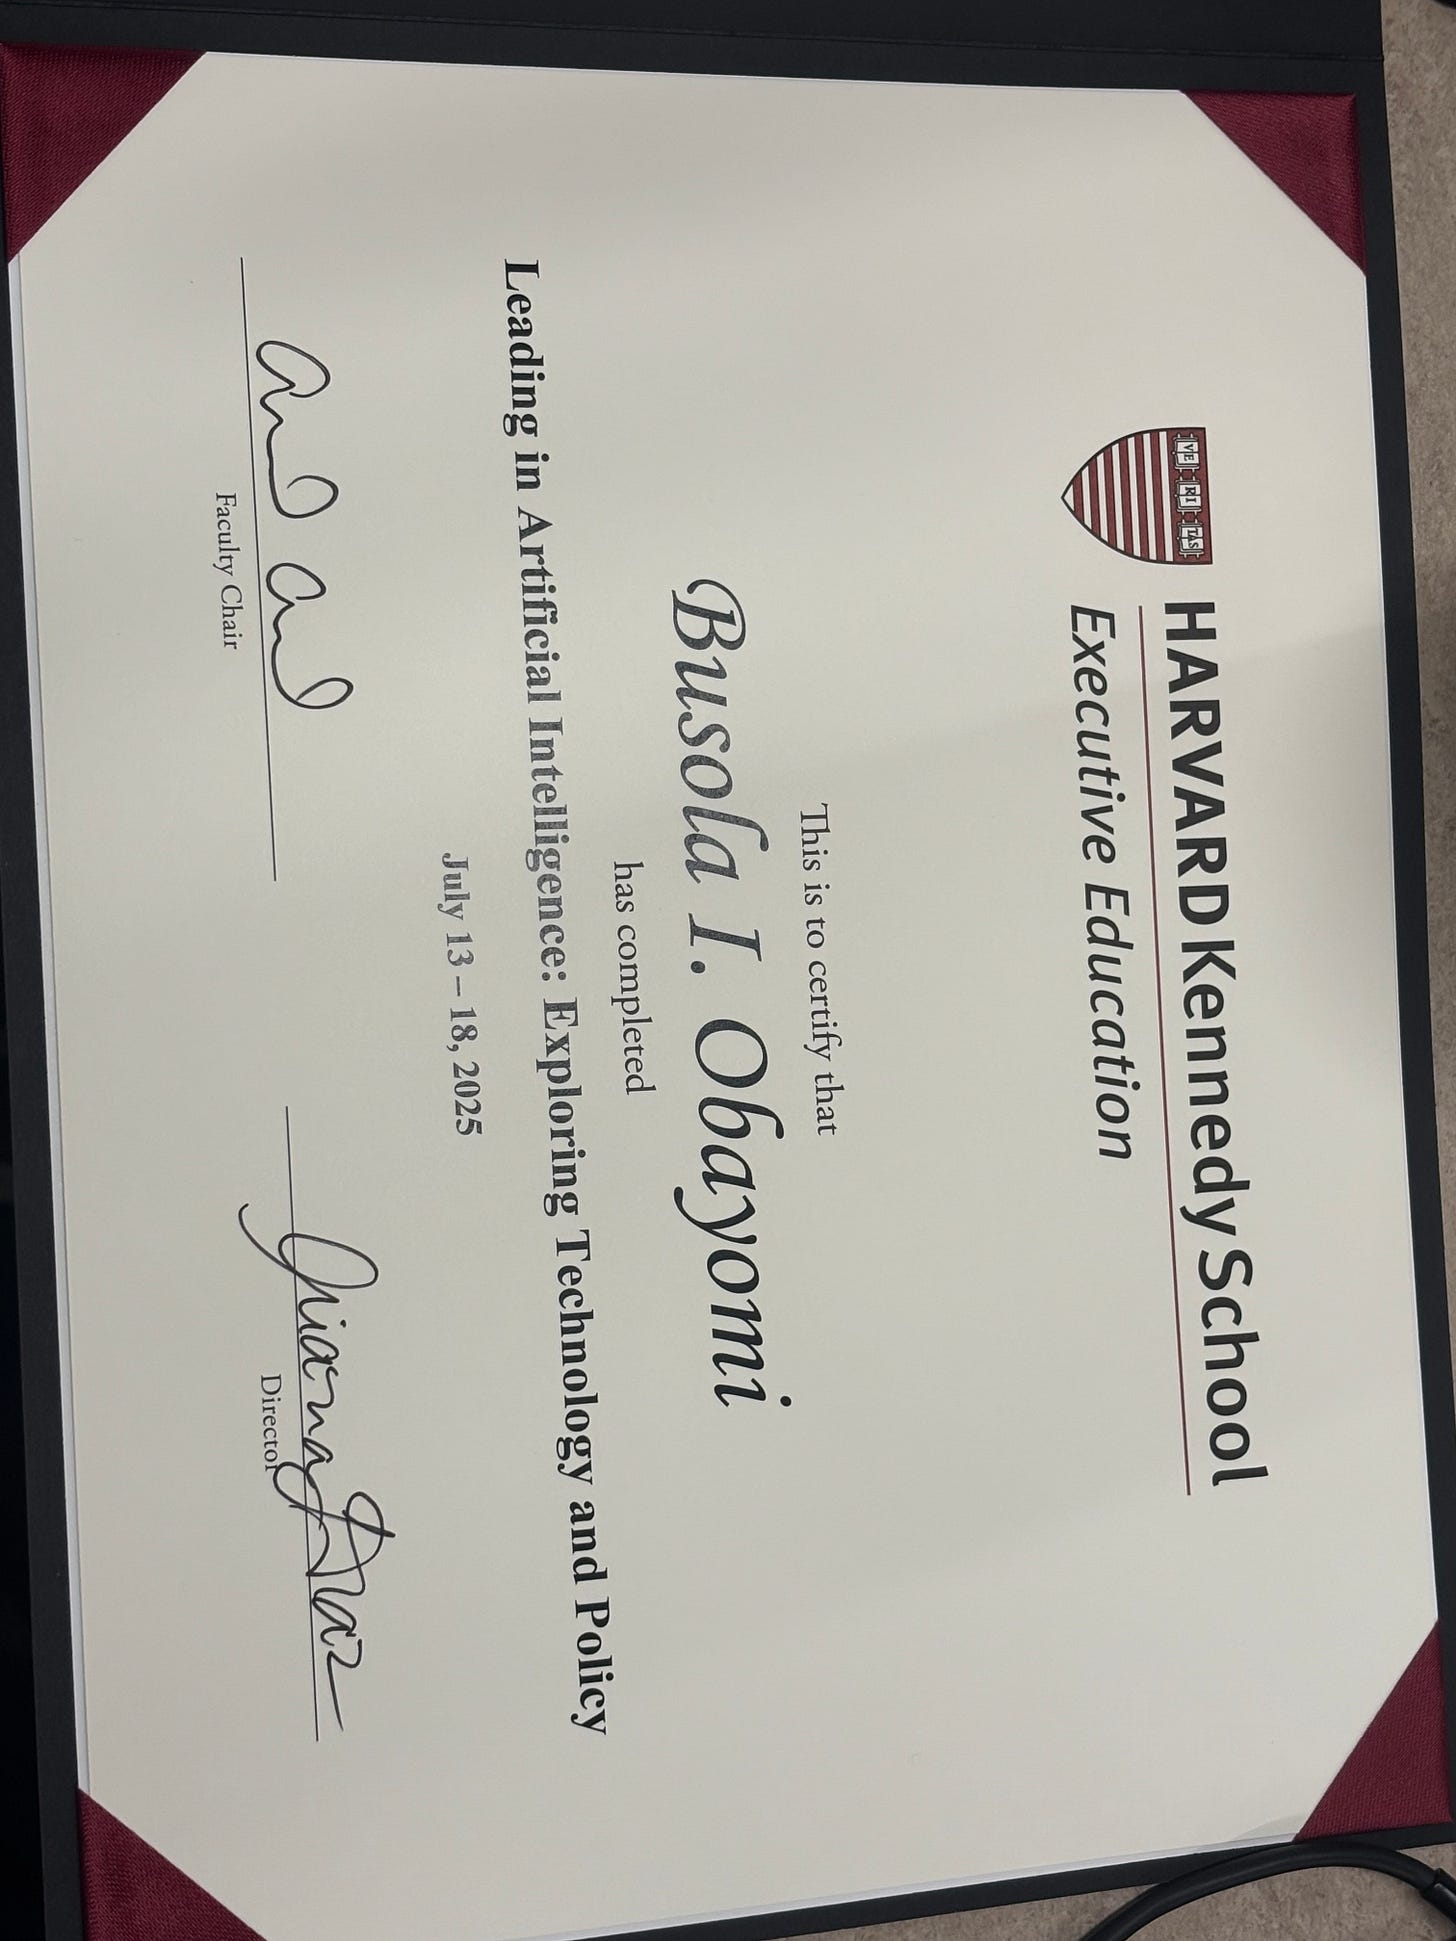 VE RI TAS
HARVARD Kennedy School
Executive Education
This is to certify that
Busola I. Obayomi
has completed
Leading in Artificial Intelligence: Exploring Technology and Policy
July 13 – 18, 2025
Faculty Chair
Director